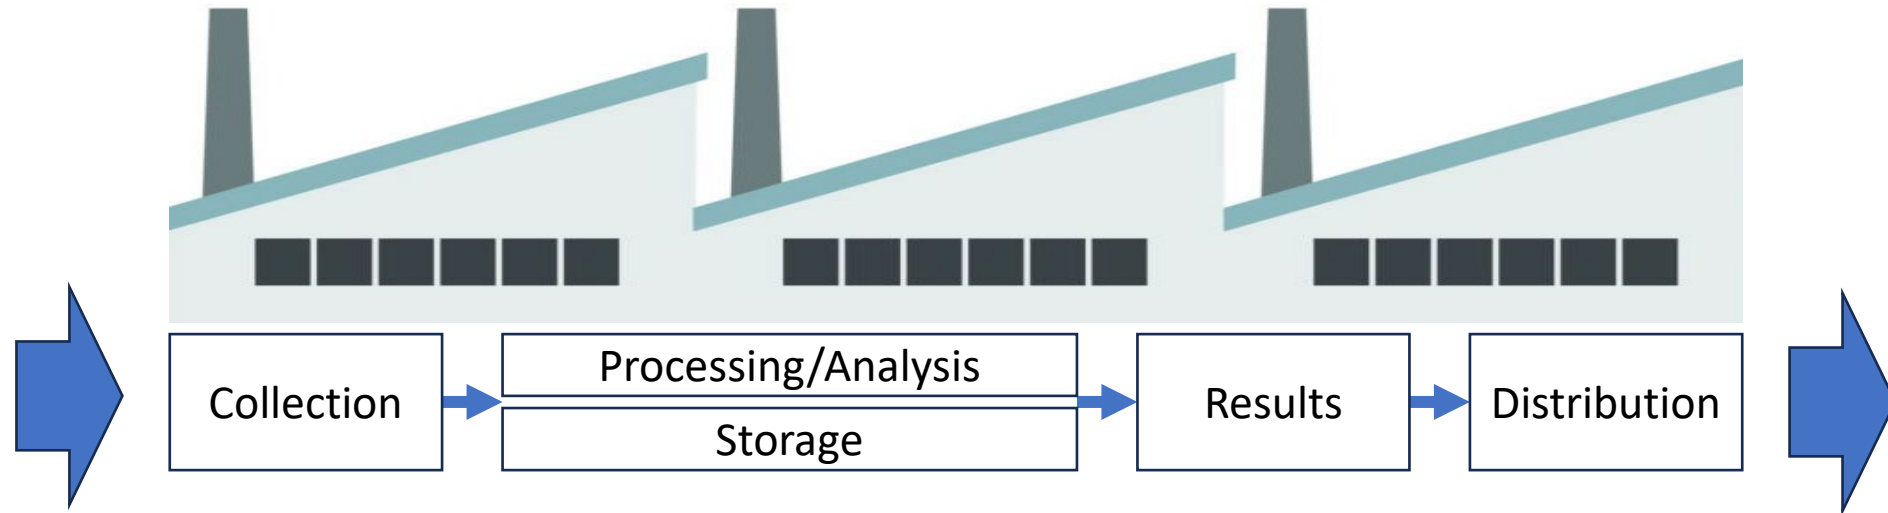 Collection
Processing/Analysis
Storage
Results
Distribution